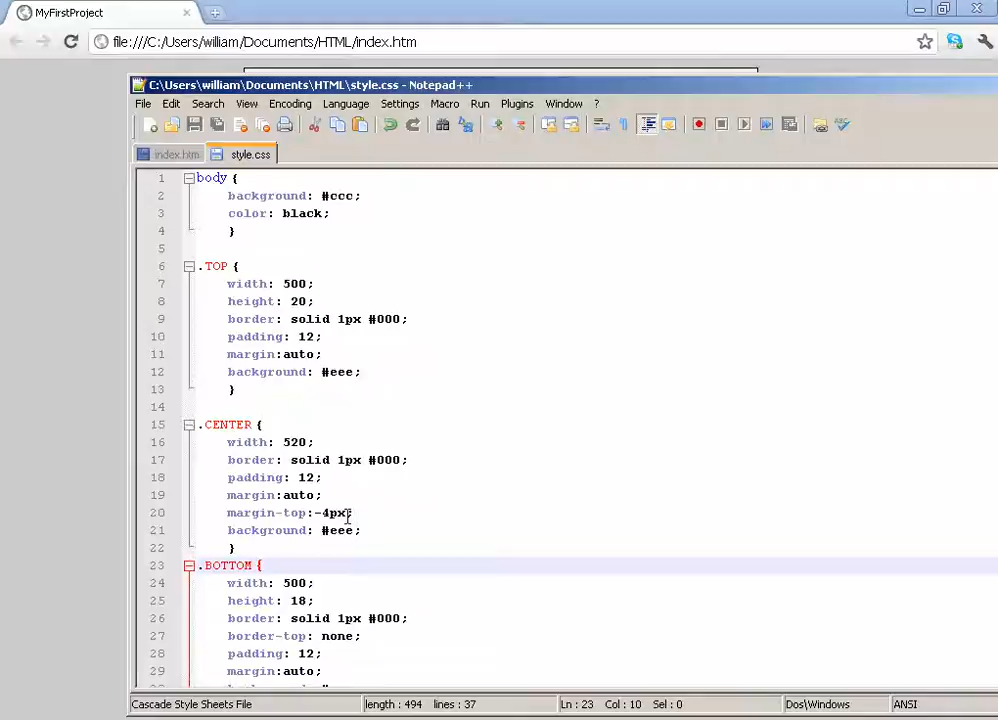 MyFirstProject
file:///C:/Users/william/Documents/HTML/index.htm
C:\Users\william\Documents\HTML\style.css - Notepad++
File Edit Search View Encoding Language Settings Macro Run Plugins Window ?
index.htm style.css
1 body {
2 background: #ccc;
3 color: black;
4 }
5
6 .TOP {
7 width: 500;
8 height: 20;
9 border: solid 1px #000;
10 padding: 12;
11 margin:auto;
12 background: #eee;
13 }
14
15 .CENTER {
16 width: 520;
17 border: solid 1px #000;
18 padding: 12;
19 margin:auto;
20 margin-top:-4px;
21 background: #eee;
22 }
23 .BOTTOM {
24 width: 500;
25 height: 18;
26 border: solid 1px #000;
27 border-top: none;
28 padding: 12;
29 margin:auto;
Cascade Style Sheets File length : 494 lines : 37 Ln : 23 Col : 10 Sel : 0 Dos\Windows ANSI